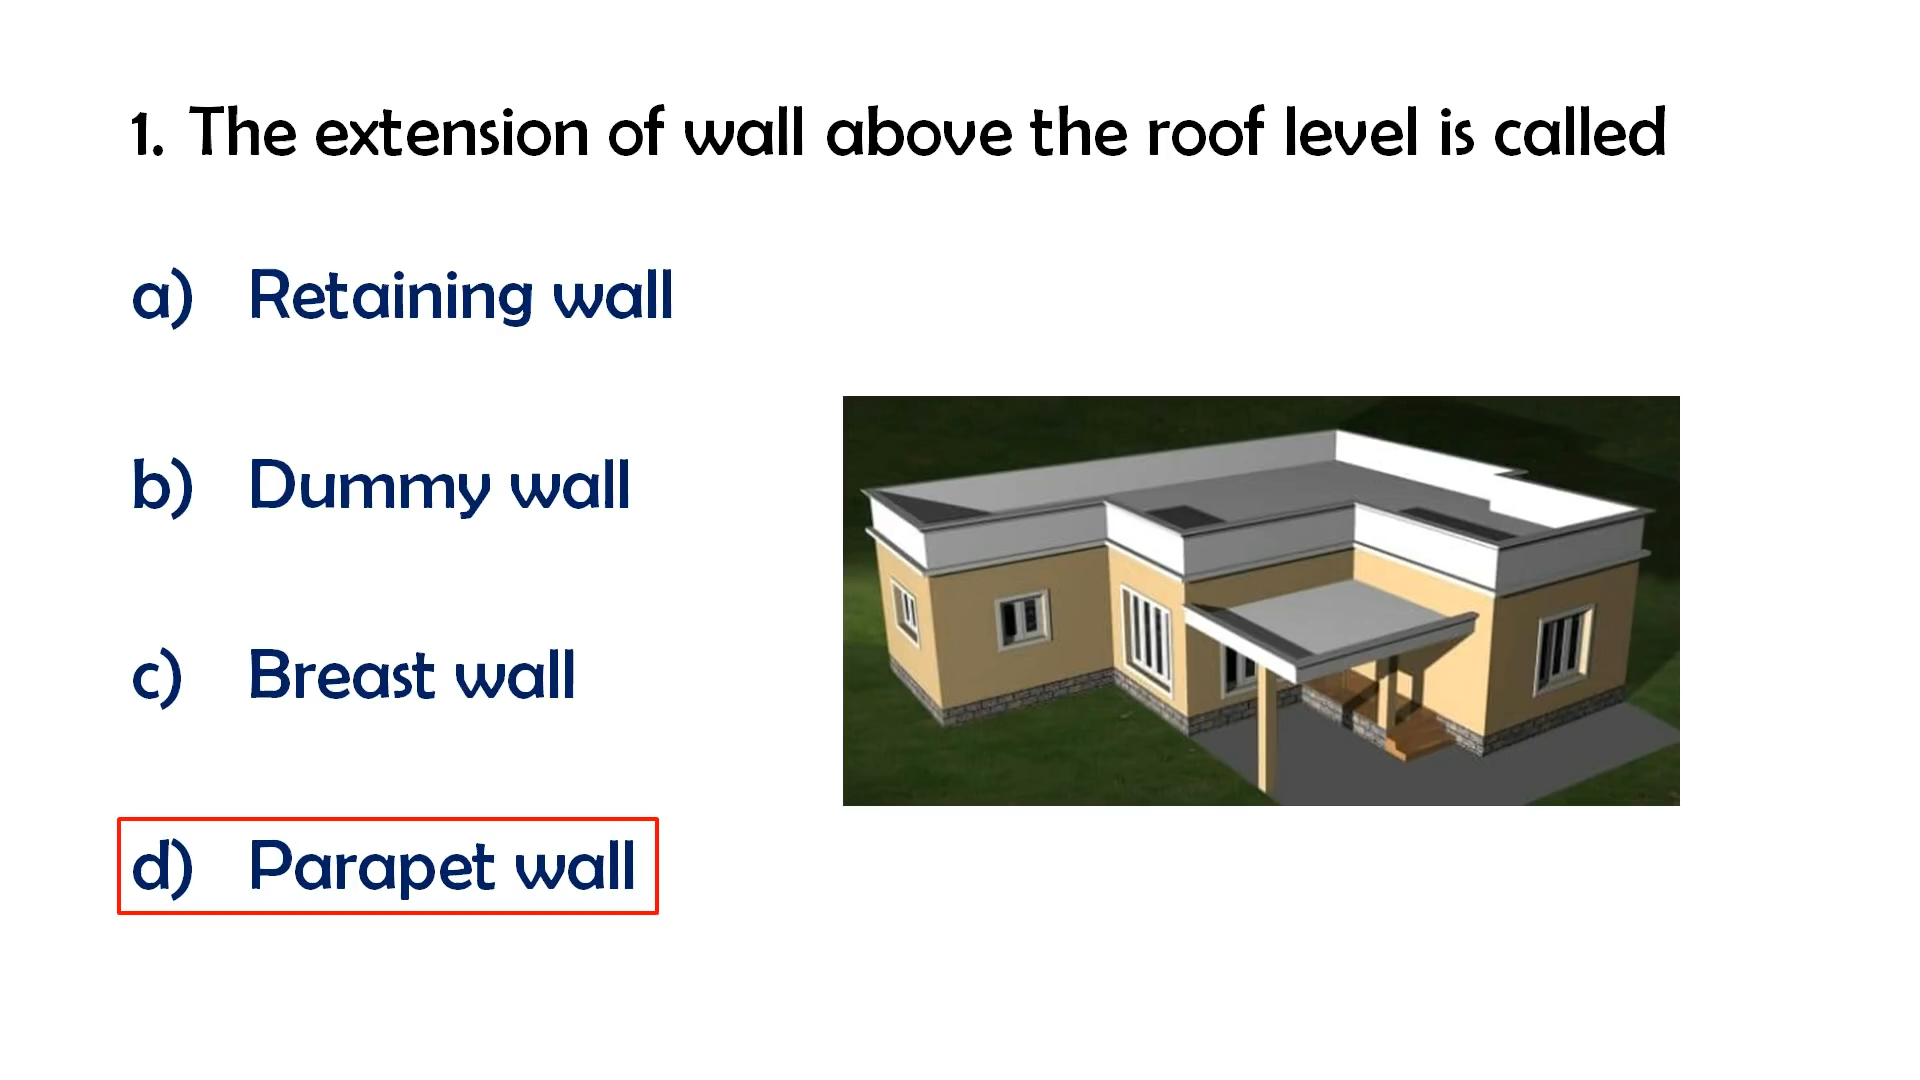 1. The extension of wall above the roof level is called
a) Retaining wall
b) Dummy wall
c) Breast wall
d) Parapet wall